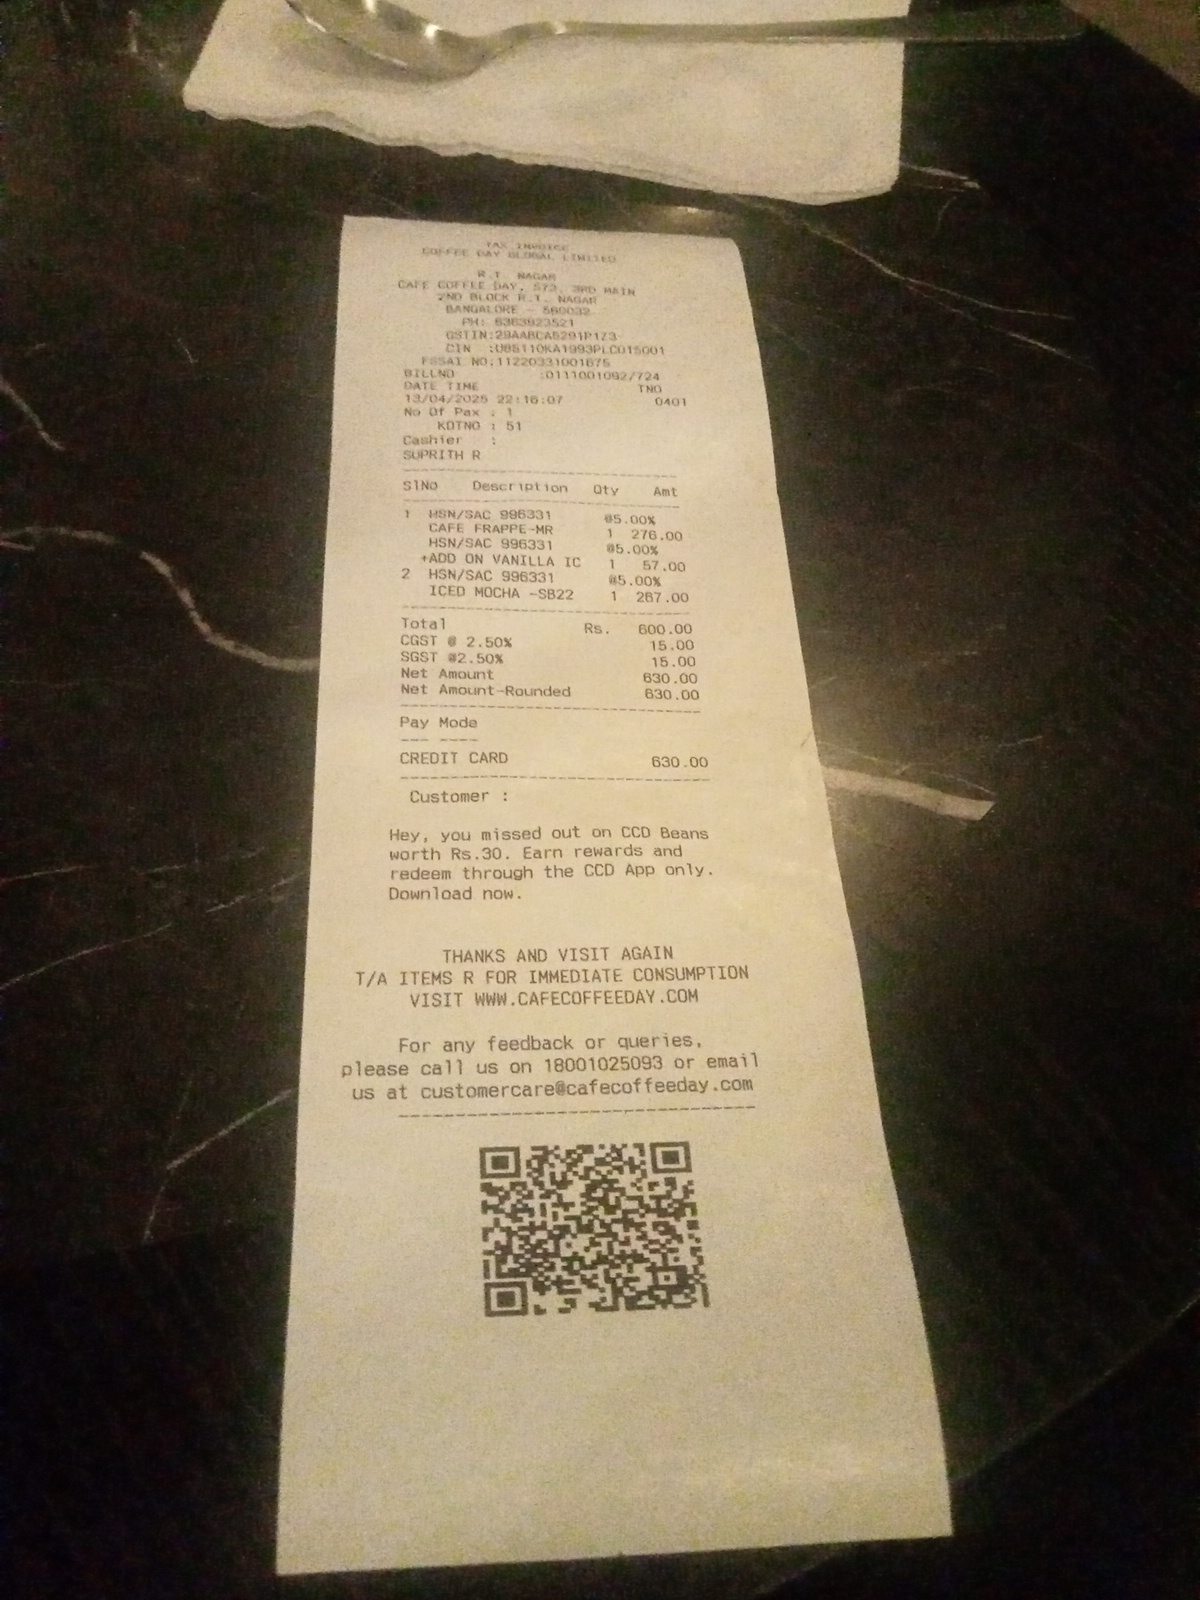 TAX INVOICE
COFFEE DAY GLOBAL LIMITED
R.T. NAGAR
CAFE COFFEE DAY, 573, 3RD MAIN
2ND BLOCK R.T. NAGAR
BANGALORE - 560032
PH: 6363923521
GSTIN:29AABCA5291P1Z3
CIN :U85110KA1993PLC015001
FSSAI NO:11220331001675
BILLNO :0111001092/724
DATE TIME TNO
13/04/2025 22:16:07 0401
No Of Pax : 1
KOTNO : 51
Cashier :
SUPRITH R
SlNo Description Qty Amt
1 HSN/SAC 996331 @5.00%
CAFE FRAPPE-MR 1 276.00
HSN/SAC 996331 @5.00%
+ADD ON VANILLA IC 1 57.00
2 HSN/SAC 996331 @5.00%
ICED MOCHA -SB22 1 267.00
Total Rs. 600.00
CGST @ 2.50% 15.00
SGST @2.50% 15.00
Net Amount 630.00
Net Amount-Rounded 630.00
Pay Mode
CREDIT CARD 630.00
Customer :
Hey, you missed out on CCD Beans
worth Rs.30. Earn rewards and
redeem through the CCD App only.
Download now.
THANKS AND VISIT AGAIN
T/A ITEMS R FOR IMMEDIATE CONSUMPTION
VISIT WWW.CAFECOFFEEDAY.COM
For any feedback or queries,
please call us on 18001025093 or email
us at customercare@cafecoffeeday.com